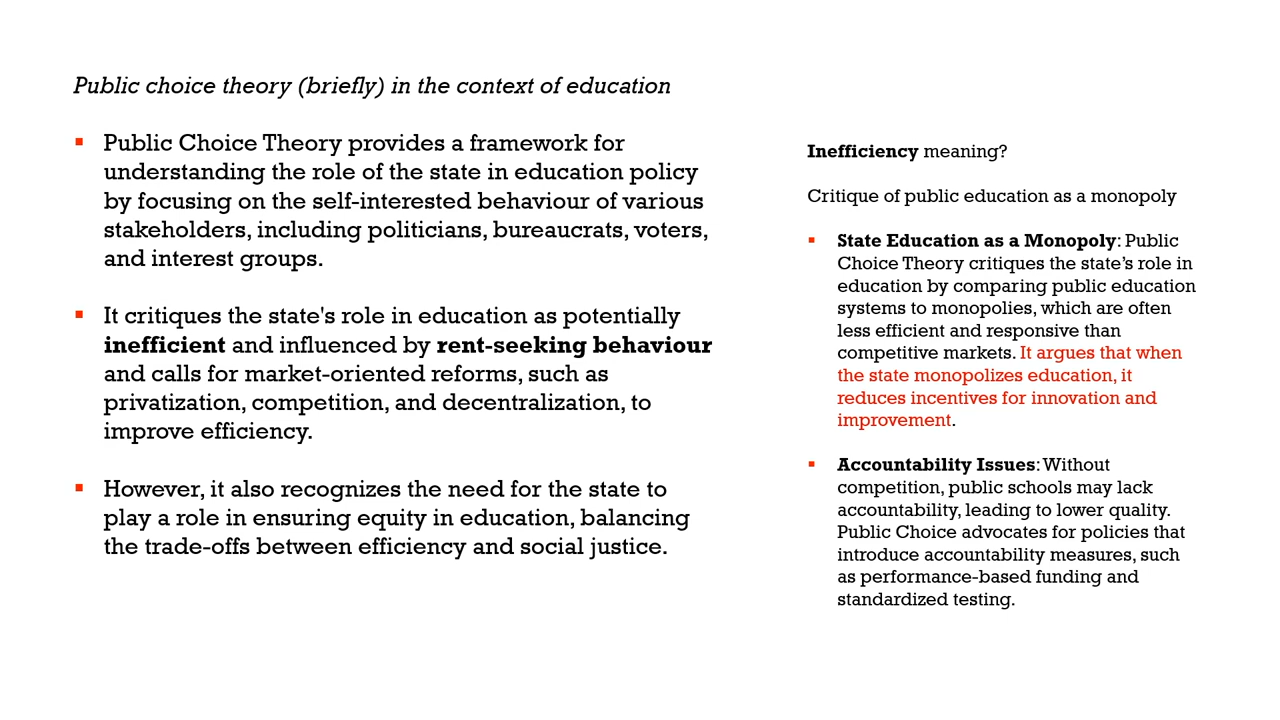 Public choice theory (briefly) in the context of education
▪ Public Choice Theory provides a framework for
understanding the role of the state in education policy
by focusing on the self-interested behaviour of various
stakeholders, including politicians, bureaucrats, voters,
and interest groups.
▪ It critiques the state's role in education as potentially
inefficient and influenced by rent-seeking behaviour
and calls for market-oriented reforms, such as
privatization, competition, and decentralization, to
improve efficiency.
▪ However, it also recognizes the need for the state to
play a role in ensuring equity in education, balancing
the trade-offs between efficiency and social justice.
Inefficiency meaning?
Critique of public education as a monopoly
▪ State Education as a Monopoly: Public
Choice Theory critiques the state’s role in
education by comparing public education
systems to monopolies, which are often
less efficient and responsive than
competitive markets. It argues that when
the state monopolizes education, it
reduces incentives for innovation and
improvement.
▪ Accountability Issues: Without
competition, public schools may lack
accountability, leading to lower quality.
Public Choice advocates for policies that
introduce accountability measures, such
as performance-based funding and
standardized testing.